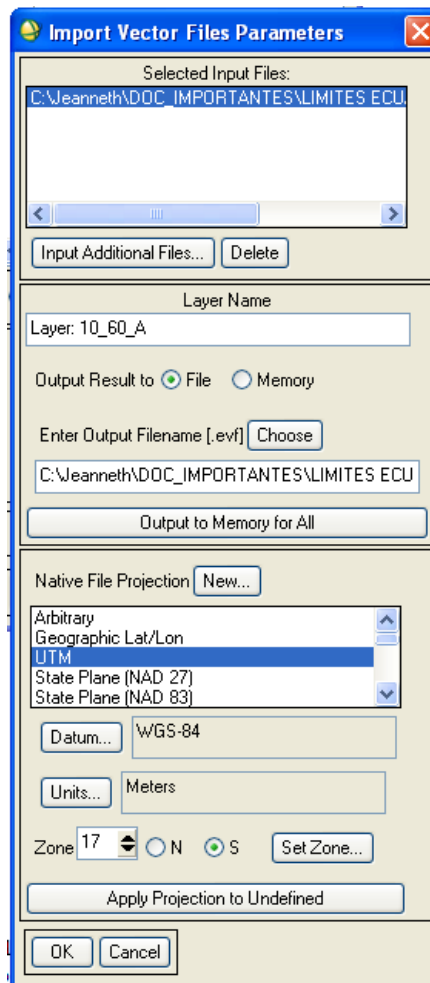 Import Vector Files Parameters
Selected Input Files:
C:\Jeanneth\DOC_IMPORTANTES\LIMITES ECU
Input Additional Files... Delete
Layer Name
Layer: 10_60_A
Output Result to File Memory
Enter Output Filename [.evf] Choose
C:\Jeanneth\DOC_IMPORTANTES\LIMITES ECU
Output to Memory for All
Native File Projection New...
Arbitrary
Geographic Lat/Lon
UTM
State Plane (NAD 27)
State Plane (NAD 83)
Datum... WGS-84
Units... Meters
Zone 17 N S Set Zone...
Apply Projection to Undefined
OK Cancel